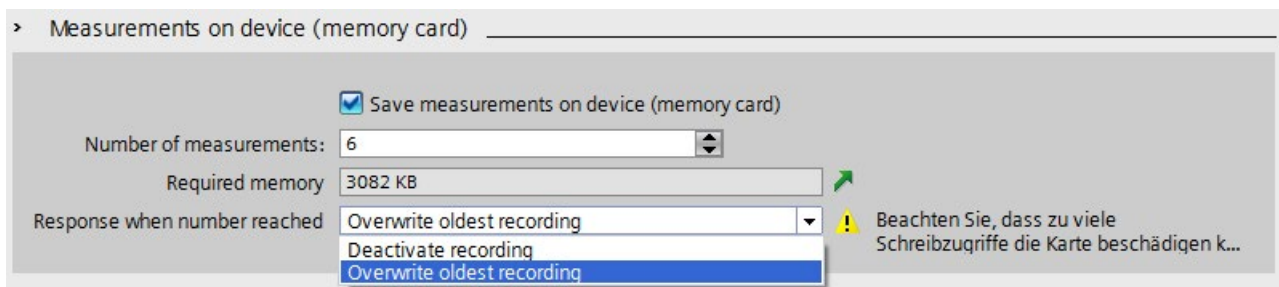 Measurements on device (memory card)
Save measurements on device (memory card)
Number of measurements: 6
Required memory 3082 KB
Response when number reached Overwrite oldest recording
Beachten Sie, dass zu viele
Schreibzugriffe die Karte beschädigen k...
Deactivate recording
Overwrite oldest recording